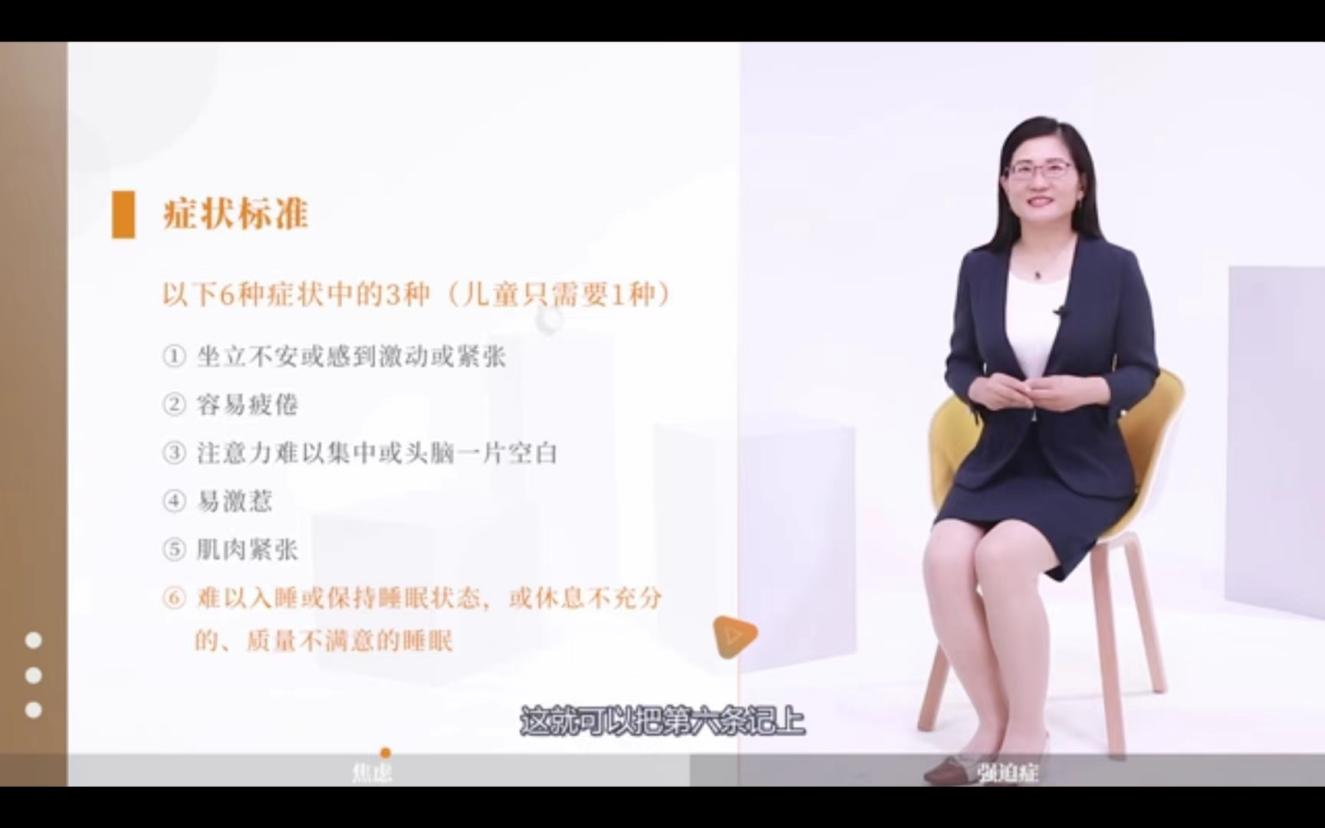 症状标准
以下6种症状中的3种（儿童只需要1种）
① 坐立不安或感到激动或紧张
② 容易疲倦
③ 注意力难以集中或头脑一片空白
④ 易激惹
⑤ 肌肉紧张
⑥ 难以入睡或保持睡眠状态，或休息不充分
的、质量不满意的睡眠
这就可以把第六条记上
焦虑
强迫症